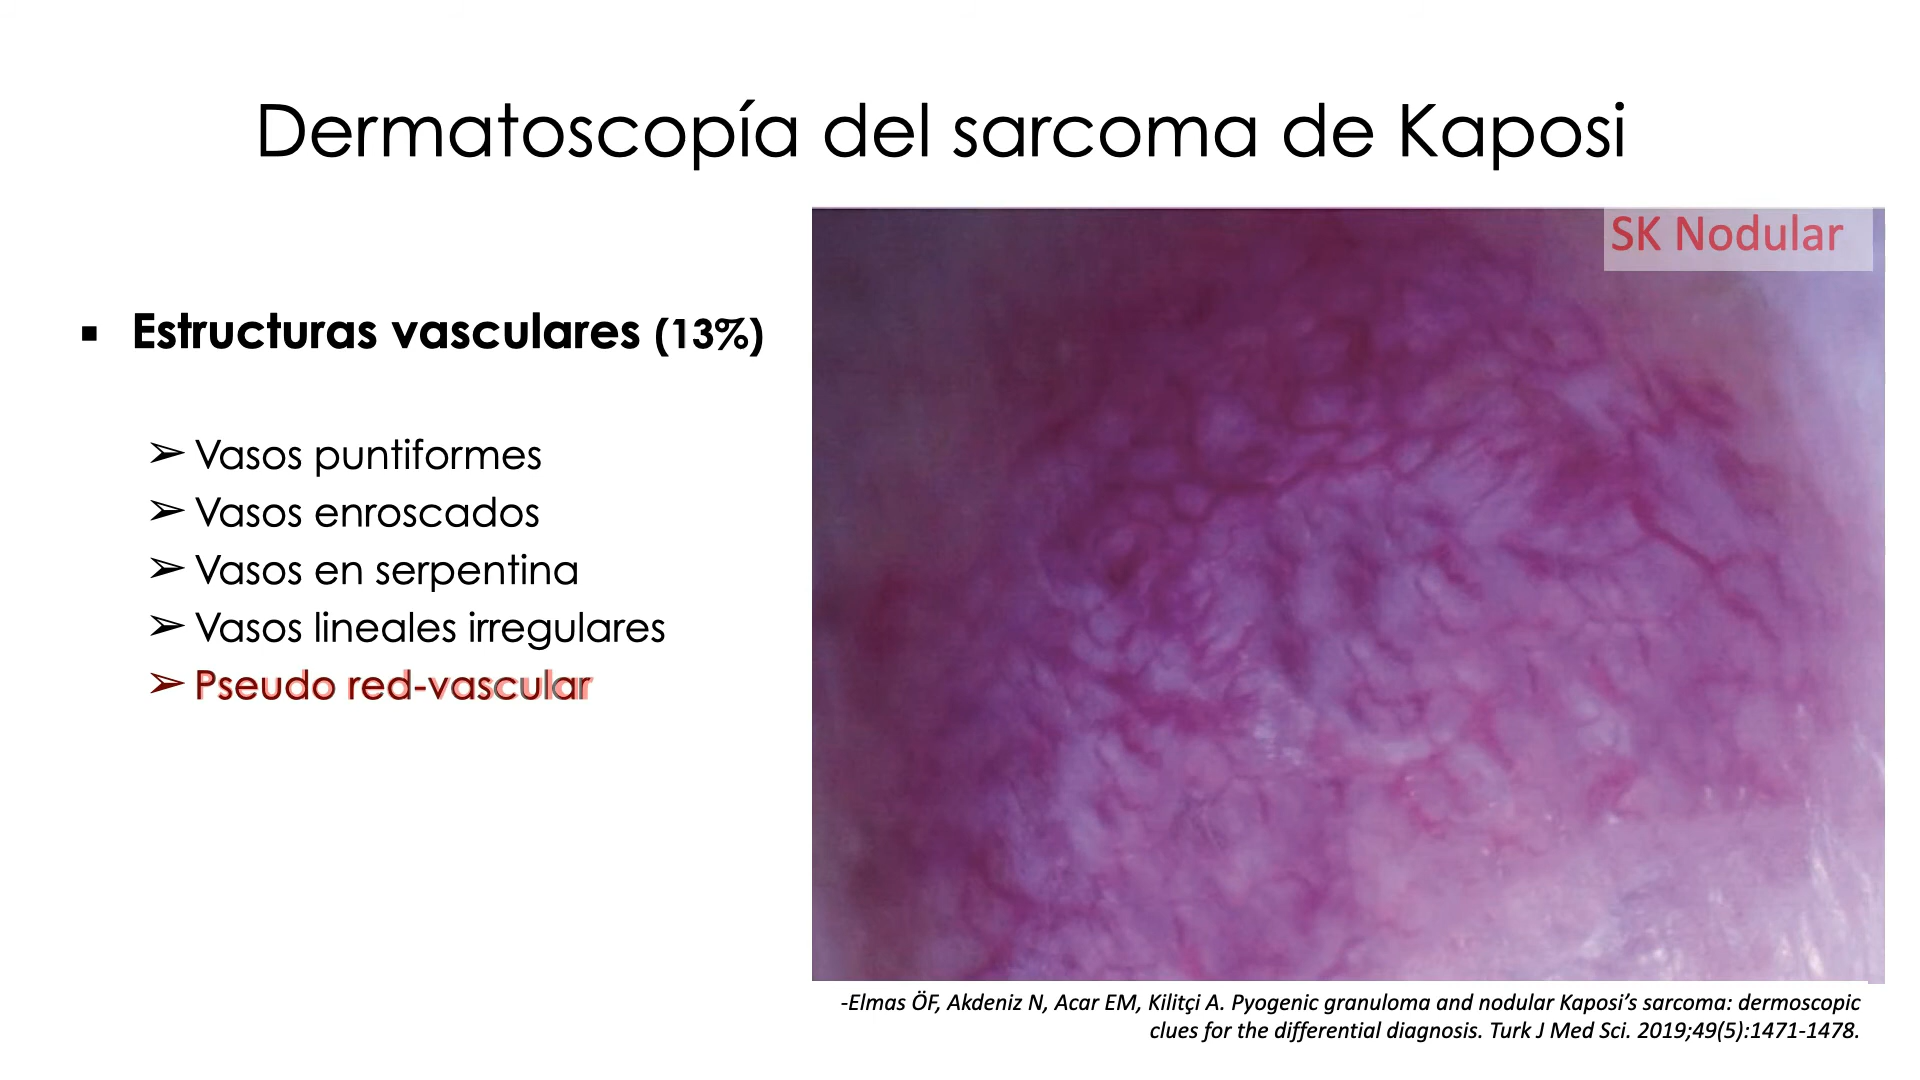 Dermatoscopía del sarcoma de Kaposi
SK Nodular
▪ Estructuras vasculares (13%)
➢ Vasos puntiformes
➢ Vasos enroscados
➢ Vasos en serpentina
➢ Vasos lineales irregulares
➢ Pseudo red-vascular
-Elmas ÖF, Akdeniz N, Acar EM, Kilitçi A. Pyogenic granuloma and nodular Kaposi’s sarcoma: dermoscopic
clues for the differential diagnosis. Turk J Med Sci. 2019;49(5):1471-1478.